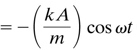 = −(kA/m) cos ωt